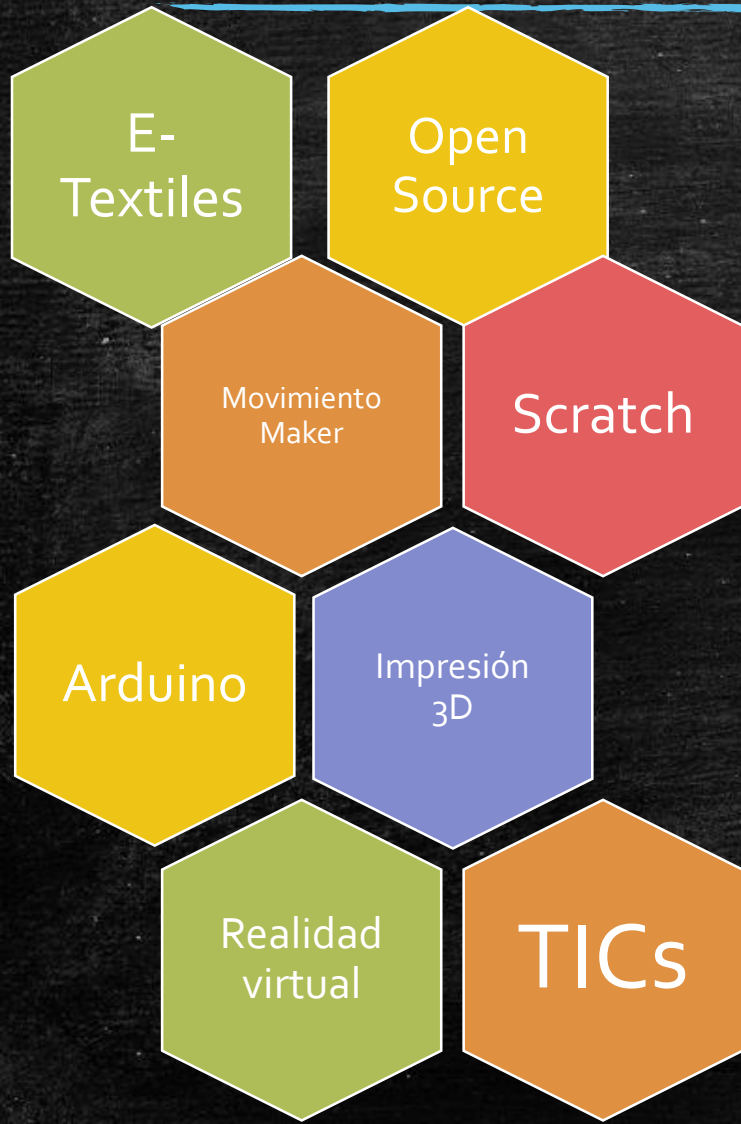 E-
Textiles
Open
Source
Movimiento
Maker
Scratch
Arduino
Impresión
3D
Realidad
virtual
TICs